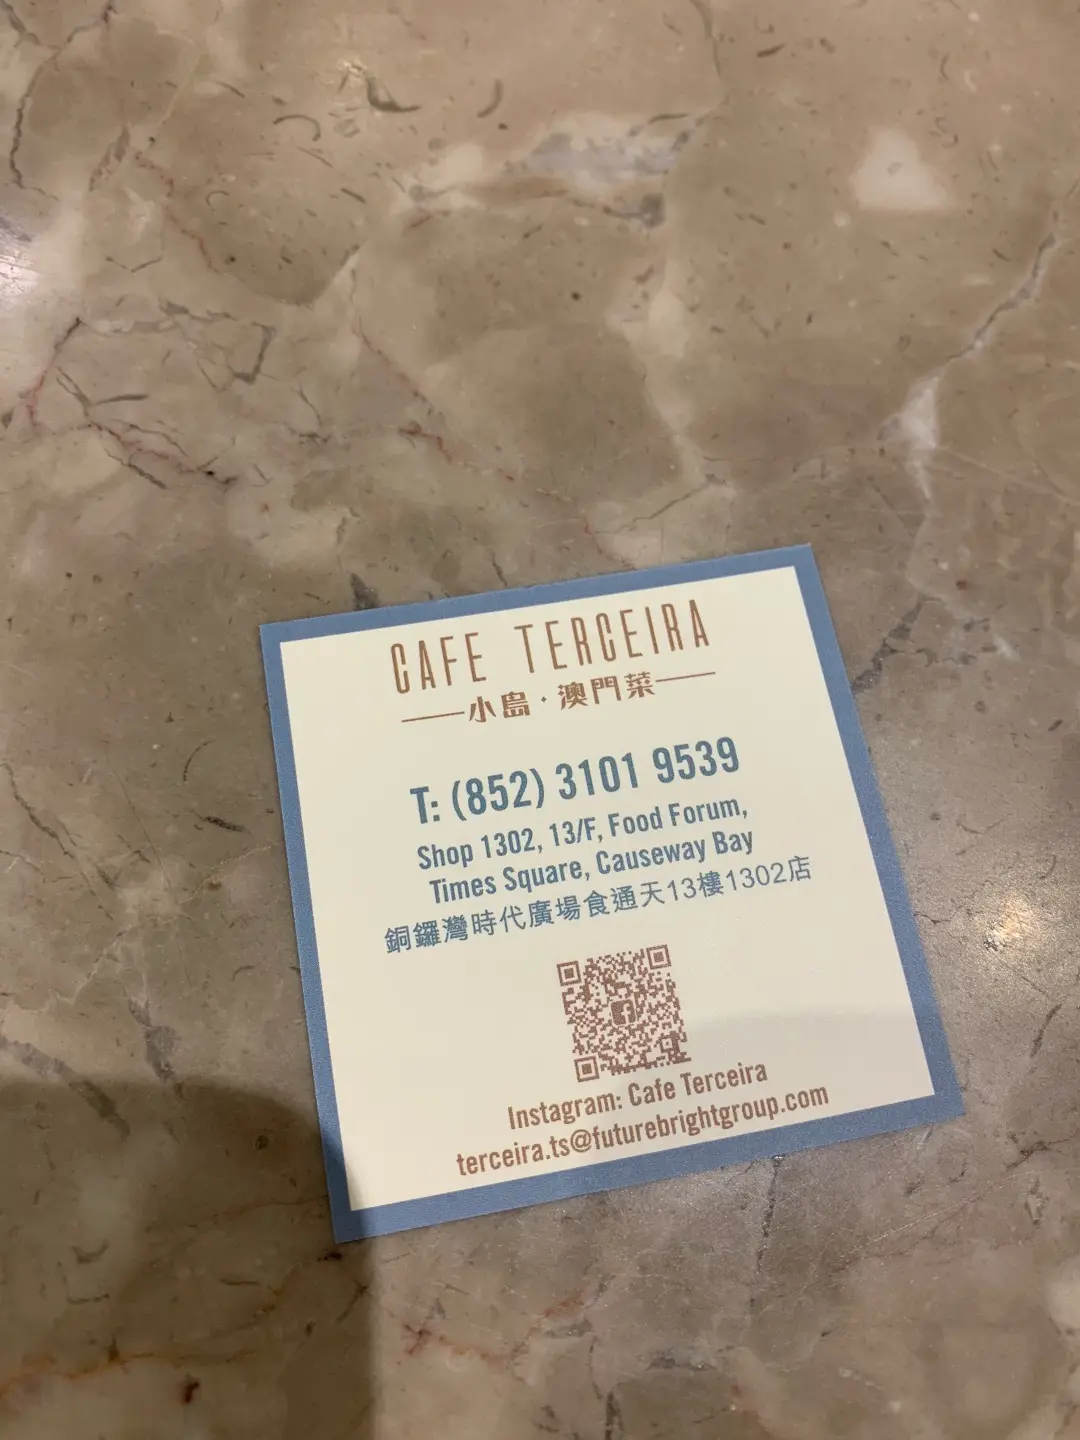 CAFE TERCEIRA
小島·澳門菜
T: (852) 3101 9539
Shop 1302, 13/F, Food Forum,
Times Square, Causeway Bay
銅鑼灣時代廣場食通天13樓1302店
Instagram: Cafe Terceira
terceira.ts@futurebrightgroup.com